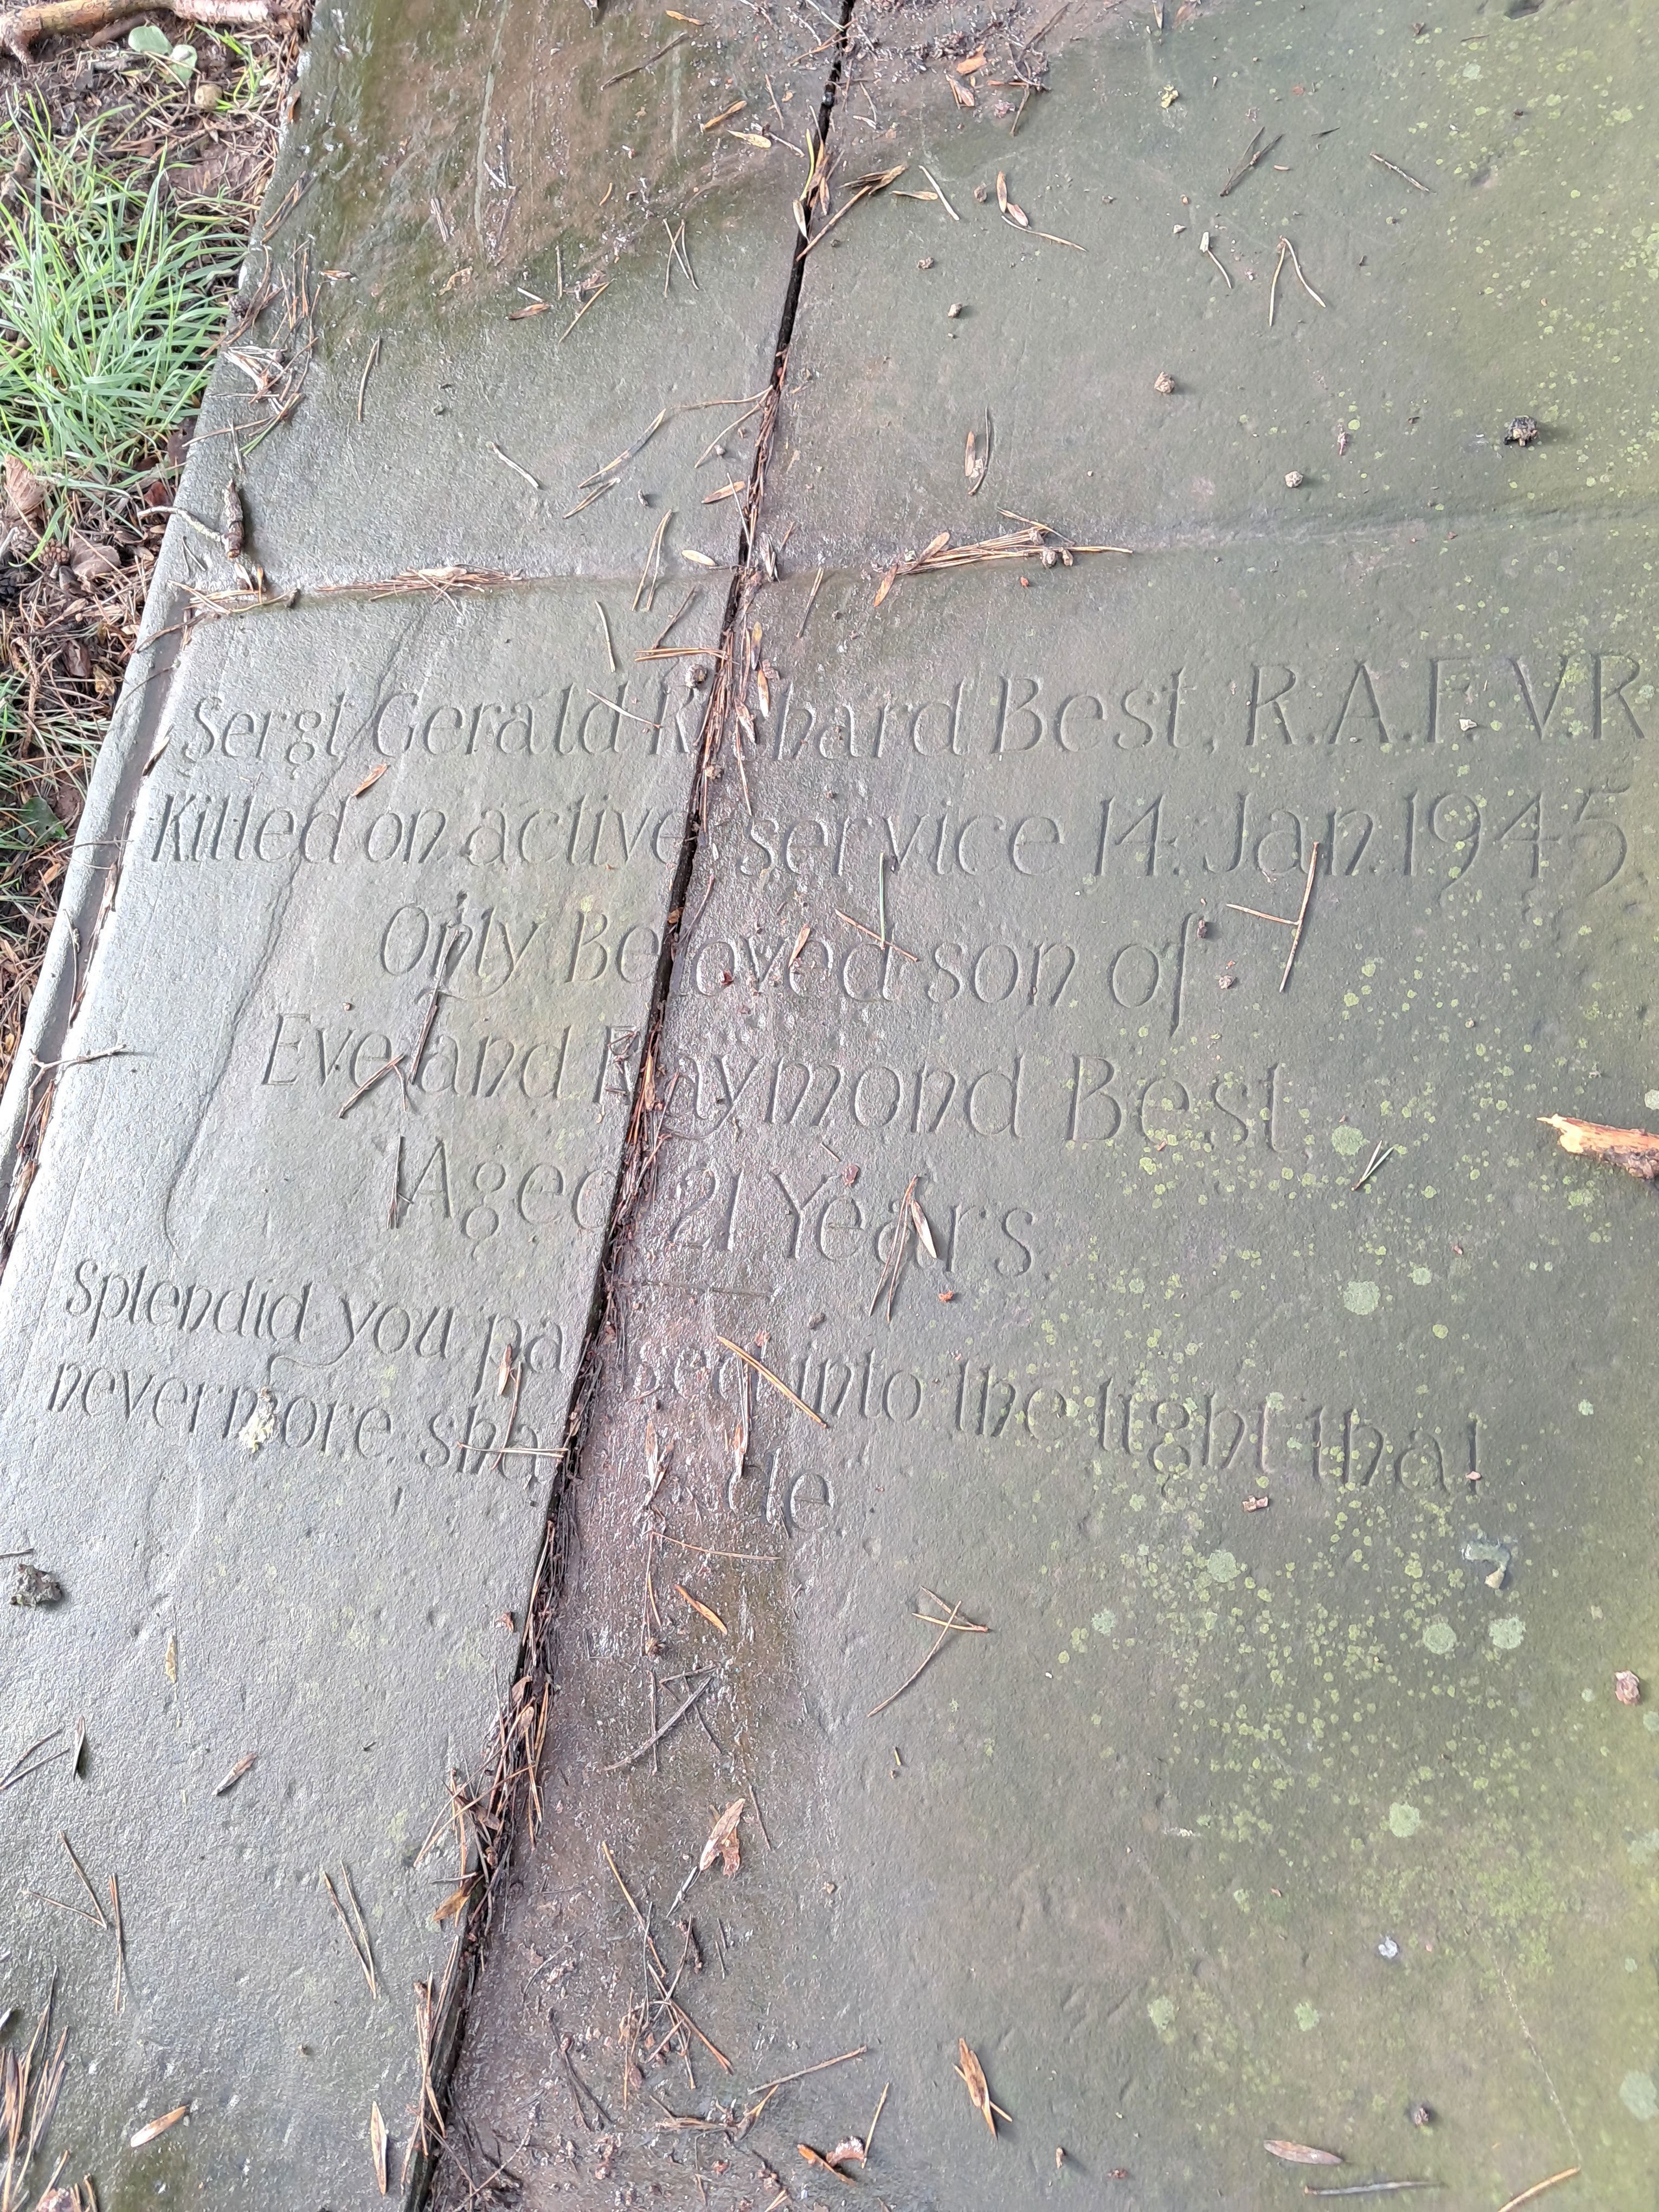 Sergt Gerald Richard Best, R.A.F.V.R
Killed on active service 14. Jan. 1945
Only Beloved son of
Eve and Raymond Best,
Aged 21 Years.
Splendid you passed into the light that
nevermore shall fade